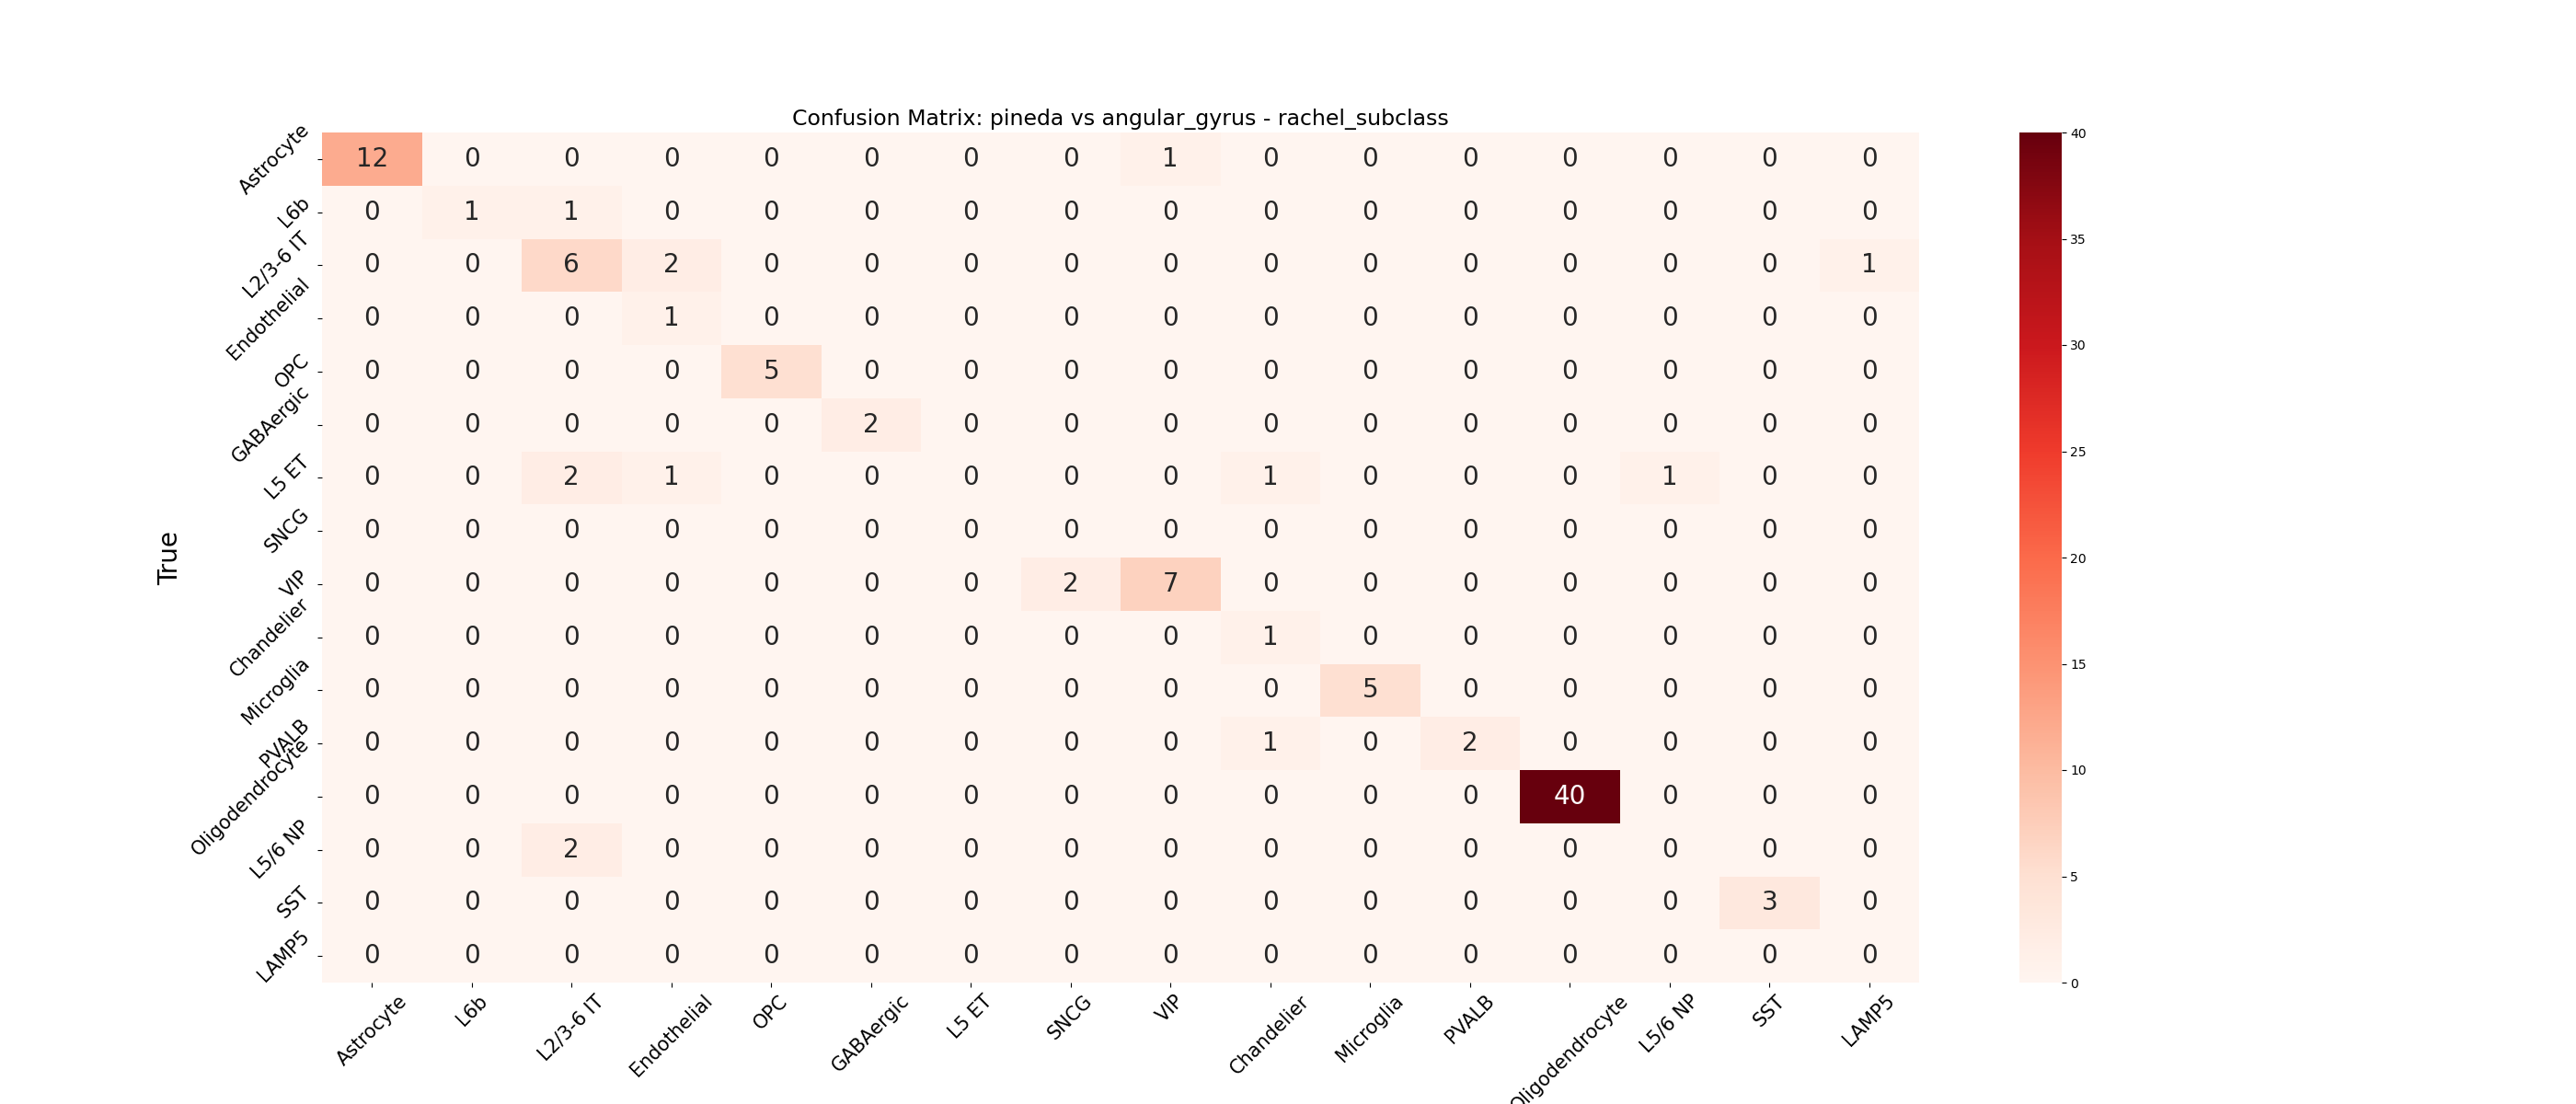 Confusion Matrix: pineda vs angular_gyrus - rachel_subclass
True
Astrocyte 12 0 0 0 0 0 0 0 1 0 0 0 0 0 0 0
L6b 0 1 1 0 0 0 0 0 0 0 0 0 0 0 0 0
L2/3-6 IT 0 0 6 2 0 0 0 0 0 0 0 0 0 0 0 1
Endothelial 0 0 0 1 0 0 0 0 0 0 0 0 0 0 0 0
OPC 0 0 0 0 5 0 0 0 0 0 0 0 0 0 0 0
GABAergic 0 0 0 0 0 2 0 0 0 0 0 0 0 0 0 0
L5 ET 0 0 2 1 0 0 0 0 0 1 0 0 0 1 0 0
SNCG 0 0 0 0 0 0 0 0 0 0 0 0 0 0 0 0
VIP 0 0 0 0 0 0 0 2 7 0 0 0 0 0 0 0
Chandelier 0 0 0 0 0 0 0 0 0 1 0 0 0 0 0 0
Microglia 0 0 0 0 0 0 0 0 0 0 5 0 0 0 0 0
PVALB 0 0 0 0 0 0 0 0 0 1 0 2 0 0 0 0
Oligodendrocyte 0 0 0 0 0 0 0 0 0 0 0 0 40 0 0 0
L5/6 NP 0 0 2 0 0 0 0 0 0 0 0 0 0 0 0 0
SST 0 0 0 0 0 0 0 0 0 0 0 0 0 0 3 0
LAMP5 0 0 0 0 0 0 0 0 0 0 0 0 0 0 0 0
Astrocyte L6b L2/3-6 IT Endothelial OPC GABAergic L5 ET SNCG VIP Chandelier Microglia PVALB Oligodendrocyte L5/6 NP SST LAMP5
40
35
30
25
20
15
10
5
0